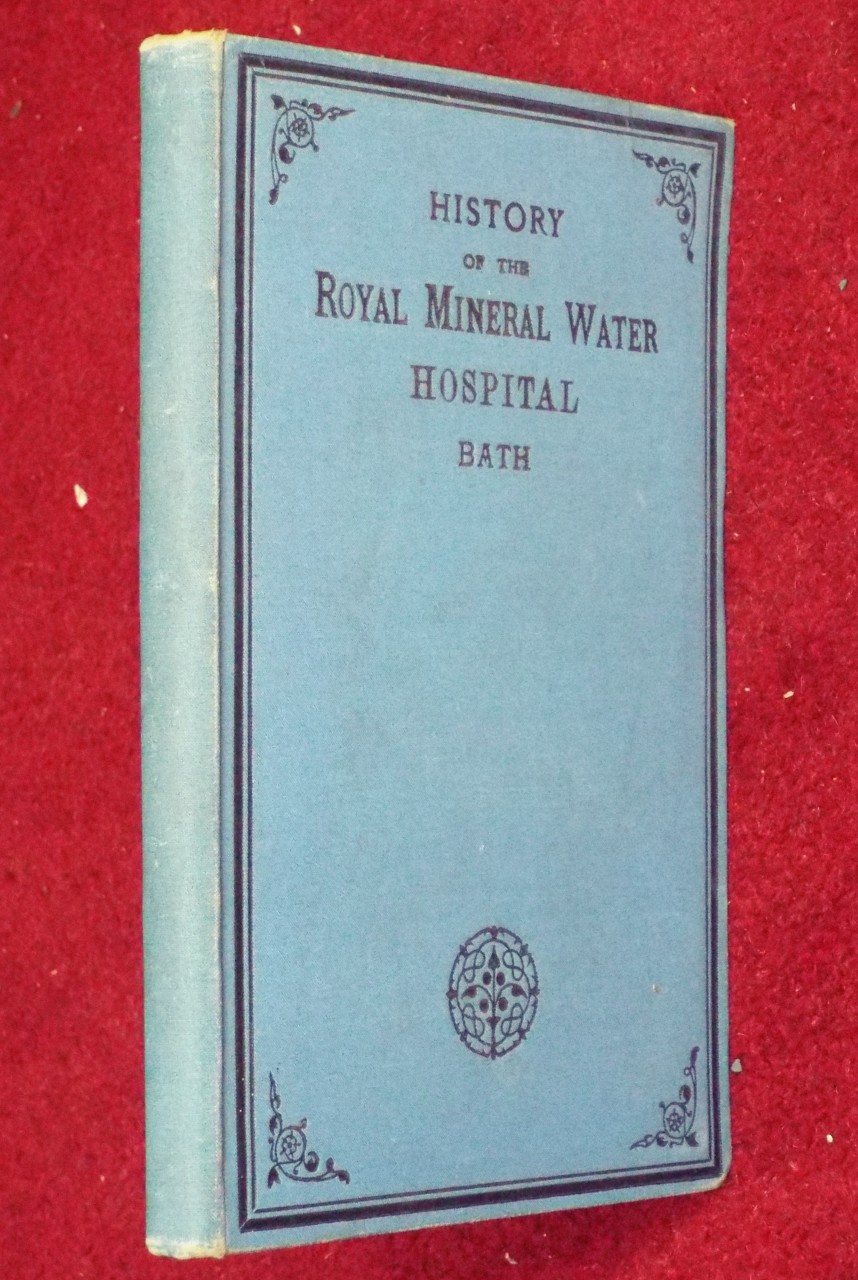 HISTORY
OF THE
ROYAL MINERAL WATER
HOSPITAL
BATH